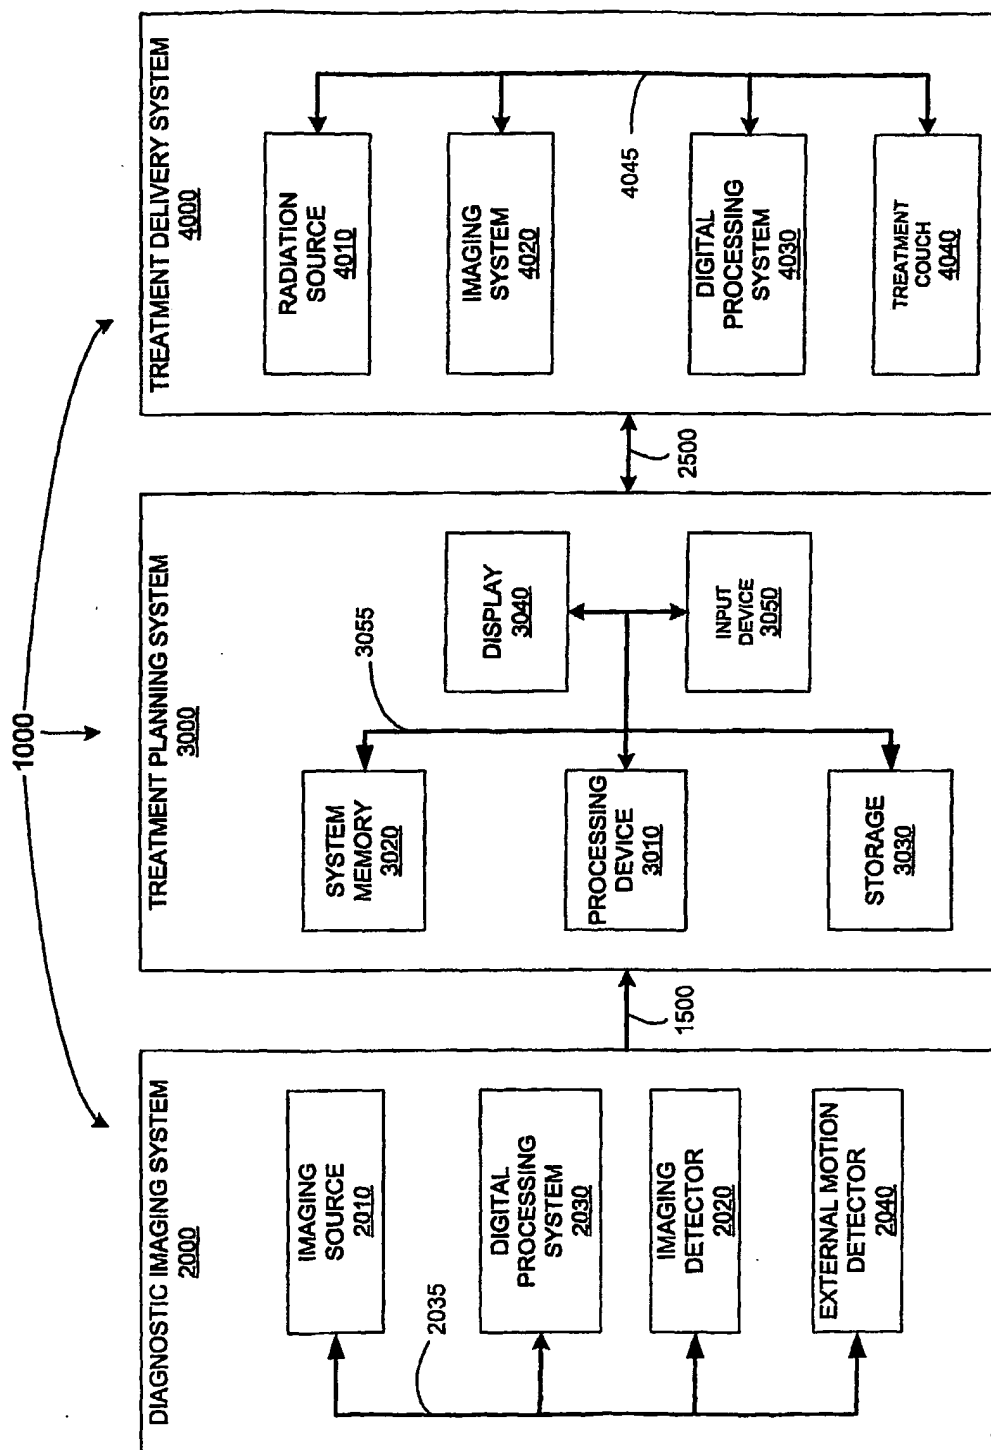 1000
DIAGNOSTIC IMAGING SYSTEM
2000
IMAGING
SOURCE
2010
DIGITAL
PROCESSING
SYSTEM
2030
IMAGING
DETECTOR
2020
EXTERNAL MOTION
DETECTOR
2040
2035
1500
TREATMENT PLANNING SYSTEM
3000
SYSTEM
MEMORY
3020
PROCESSING
DEVICE
3010
STORAGE
3030
3055
DISPLAY
3040
INPUT
DEVICE
3050
2500
TREATMENT DELIVERY SYSTEM
4000
RADIATION
SOURCE
4010
IMAGING
SYSTEM
4020
DIGITAL
PROCESSING
SYSTEM
4030
TREATMENT
COUCH
4040
4045